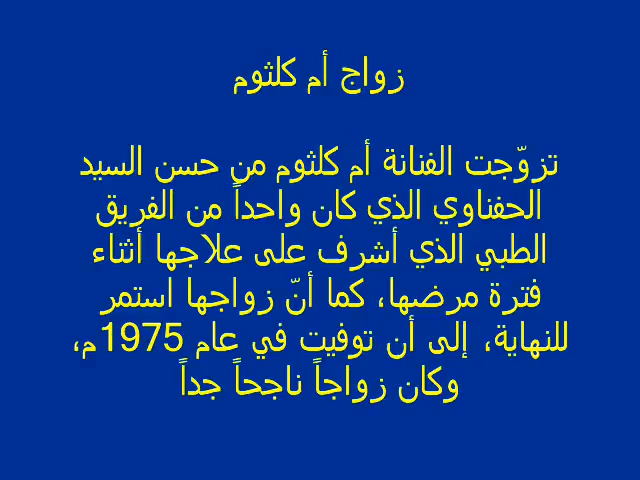 زواج أم كلثوم
تزوّجت الفنانة أم كلثوم من حسن السيد
الحفناوي الذي كان واحداً من الفريق
الطبي الذي أشرف على علاجها أثناء
فترة مرضها، كما أنّ زواجها استمر
للنهاية، إلى أن توفيت في عام 1975م،
وكان زواجاً ناجحاً جداً